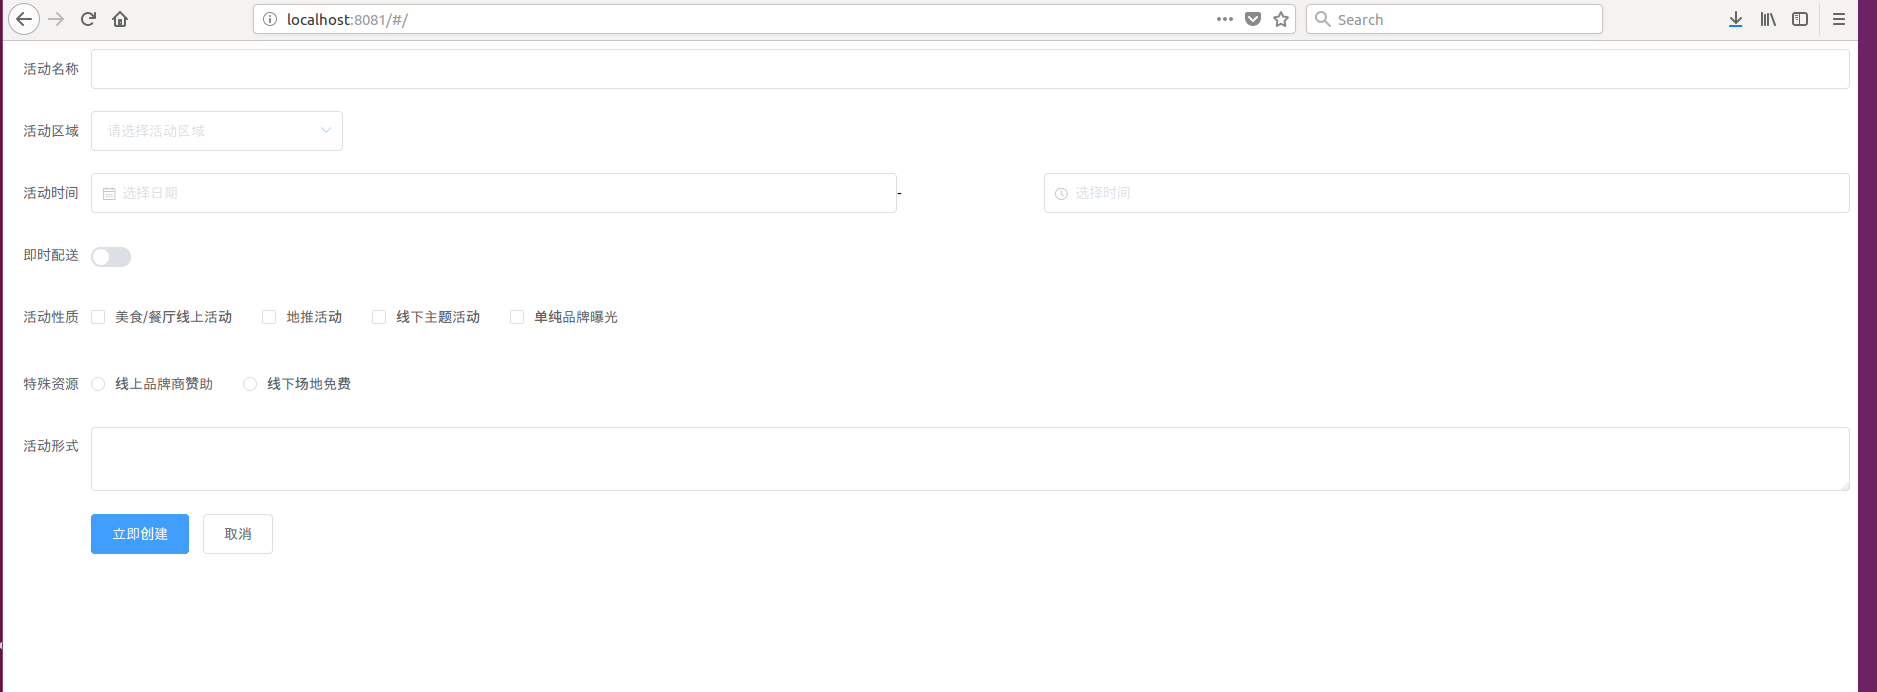 localhost:8081/#/ Search
活动名称
活动区域 请选择活动区域
活动时间 选择日期 - 选择时间
即时配送
活动性质 美食/餐厅线上活动 地推活动 线下主题活动 单纯品牌曝光
特殊资源 线上品牌商赞助 线下场地免费
活动形式
立即创建 取消